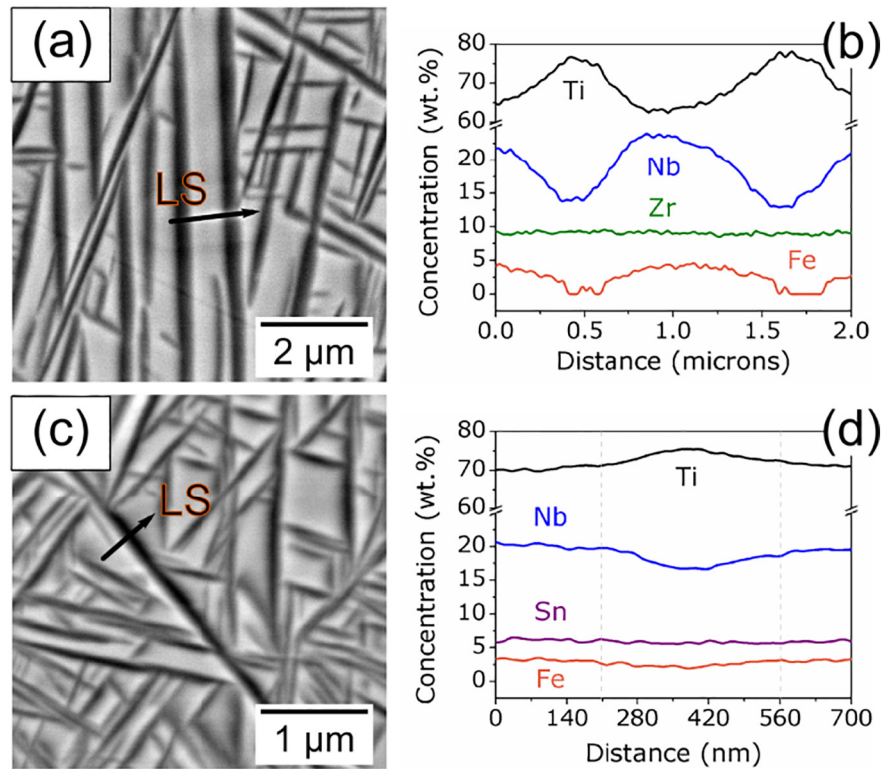 (a)
LS
2 µm
(b)
Concentration (wt.%)
80
70
60
20
15
10
5
0
Ti
Nb
Zr
Fe
0.0 0.5 1.0 1.5 2.0
Distance (microns)
(c)
LS
1 µm
(d)
Concentration (wt.%)
80
70
60
20
15
10
5
0
Ti
Nb
Sn
Fe
0 140 280 420 560 700
Distance (nm)